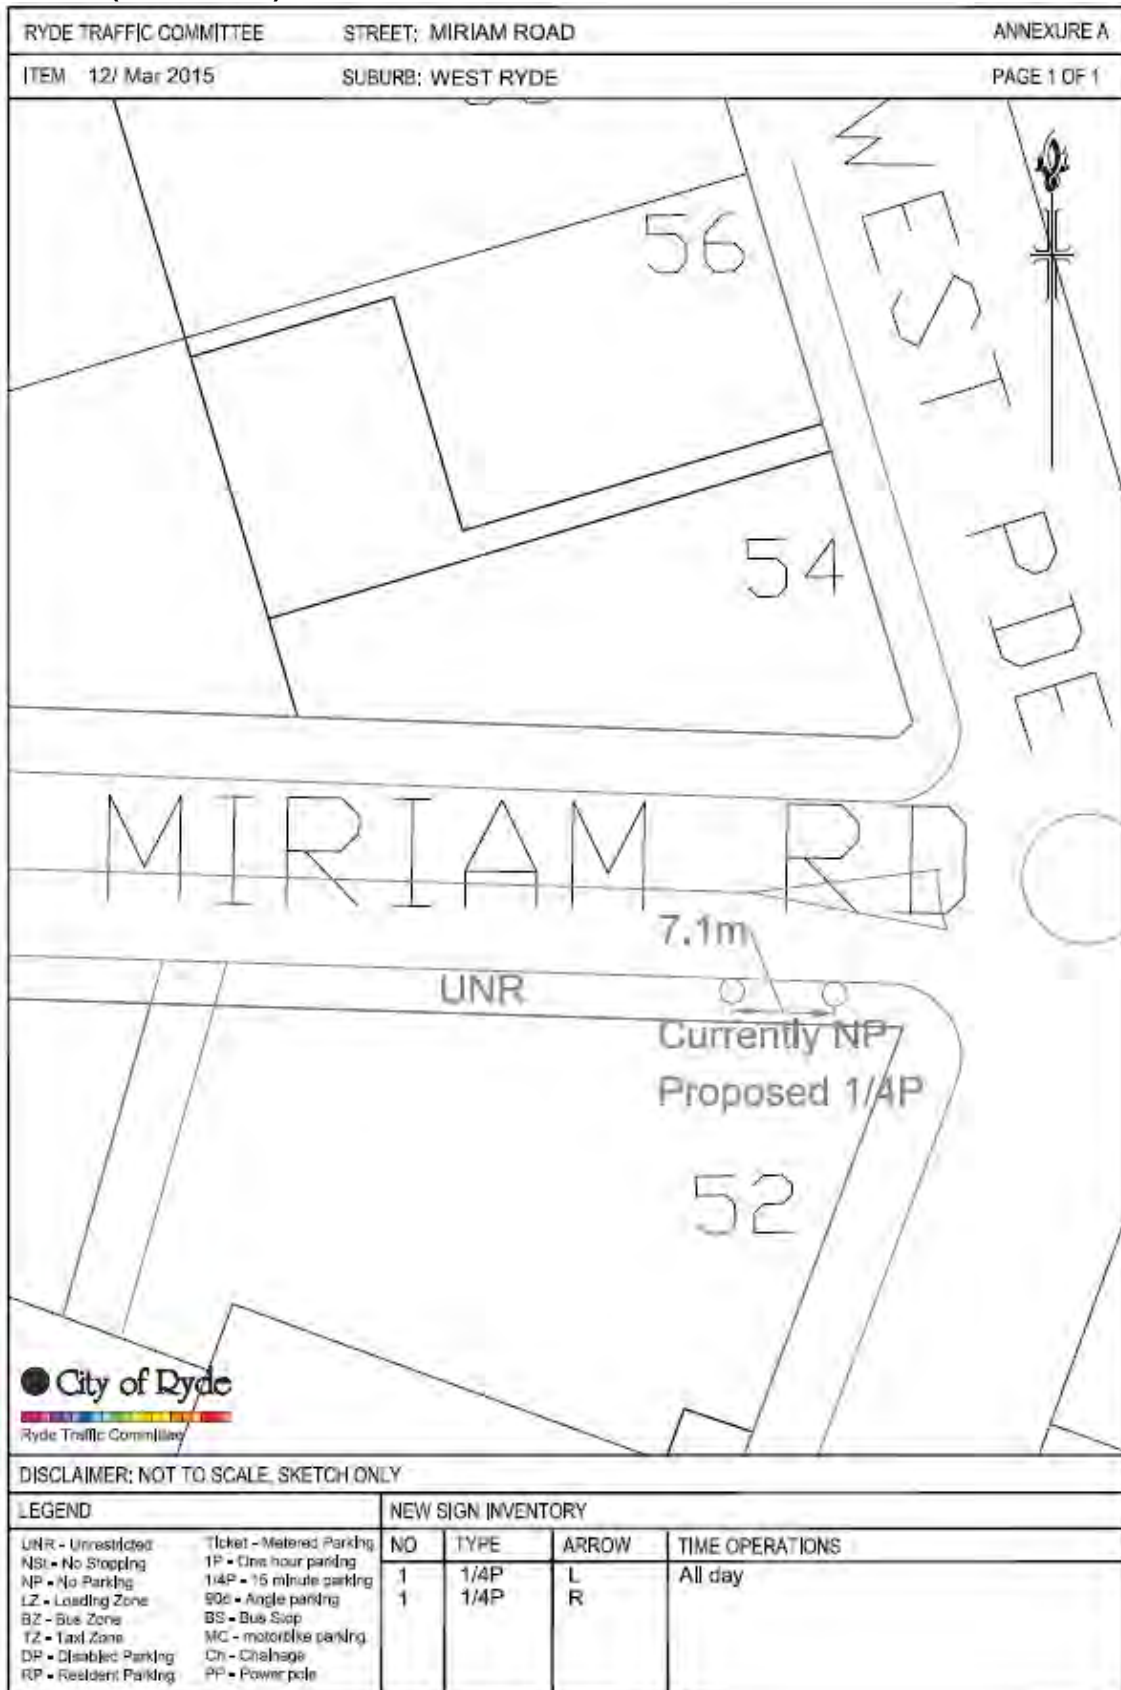 RYDE TRAFFIC COMMITTEE STREET: MIRIAM ROAD ANNEXURE A
ITEM 12/ Mar 2015 SUBURB: WEST RYDE PAGE 1 OF 1
WEST PDE
56
54
MIRIAM RD
7.1m
UNR
Currently NP
Proposed 1/4P
52
City of Ryde
Ryde Traffic Committee
DISCLAIMER: NOT TO SCALE, SKETCH ONLY
LEGEND
UNR - Unrestricted
NSt - No Stopping
NP - No Parking
LZ - Loading Zone
BZ - Bus Zone
TZ - Taxi Zone
DP - Disabled Parking
RP - Resident Parking
Ticket - Metered Parking
1P - One hour parking
1/4P - 15 minute parking
90d - Angle parking
BS - Bus Stop
MC - motorbike parking
Ch - Chainage
PP - Power pole
NEW SIGN INVENTORY
NO TYPE ARROW TIME OPERATIONS
1 1/4P L All day
1 1/4P R